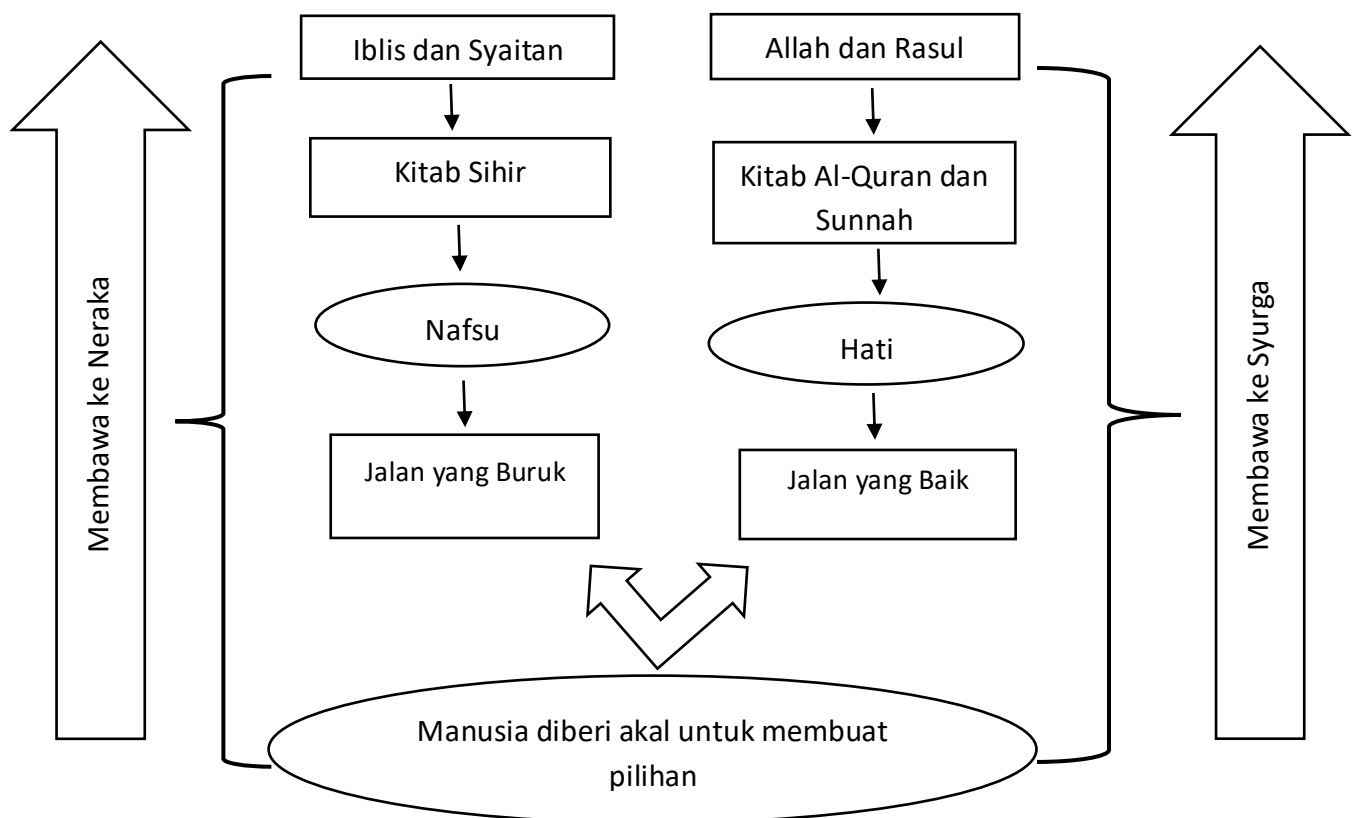 Iblis dan Syaitan
Allah dan Rasul
Kitab Sihir
Kitab Al-Quran dan
Sunnah
Nafsu
Hati
Jalan yang Buruk
Jalan yang Baik
Manusia diberi akal untuk membuat
pilihan
Membawa ke Neraka
Membawa ke Syurga